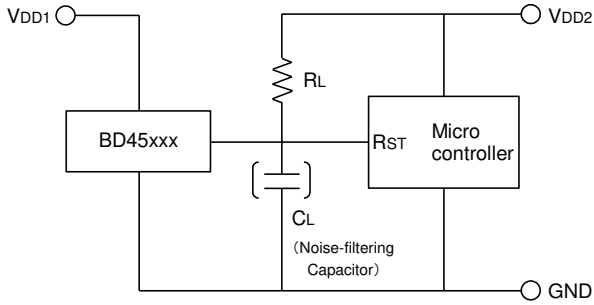 VDD1
VDD2
RL
BD45xxx
RST
Micro
controller
CL
（Noise-filtering
Capacitor）
GND